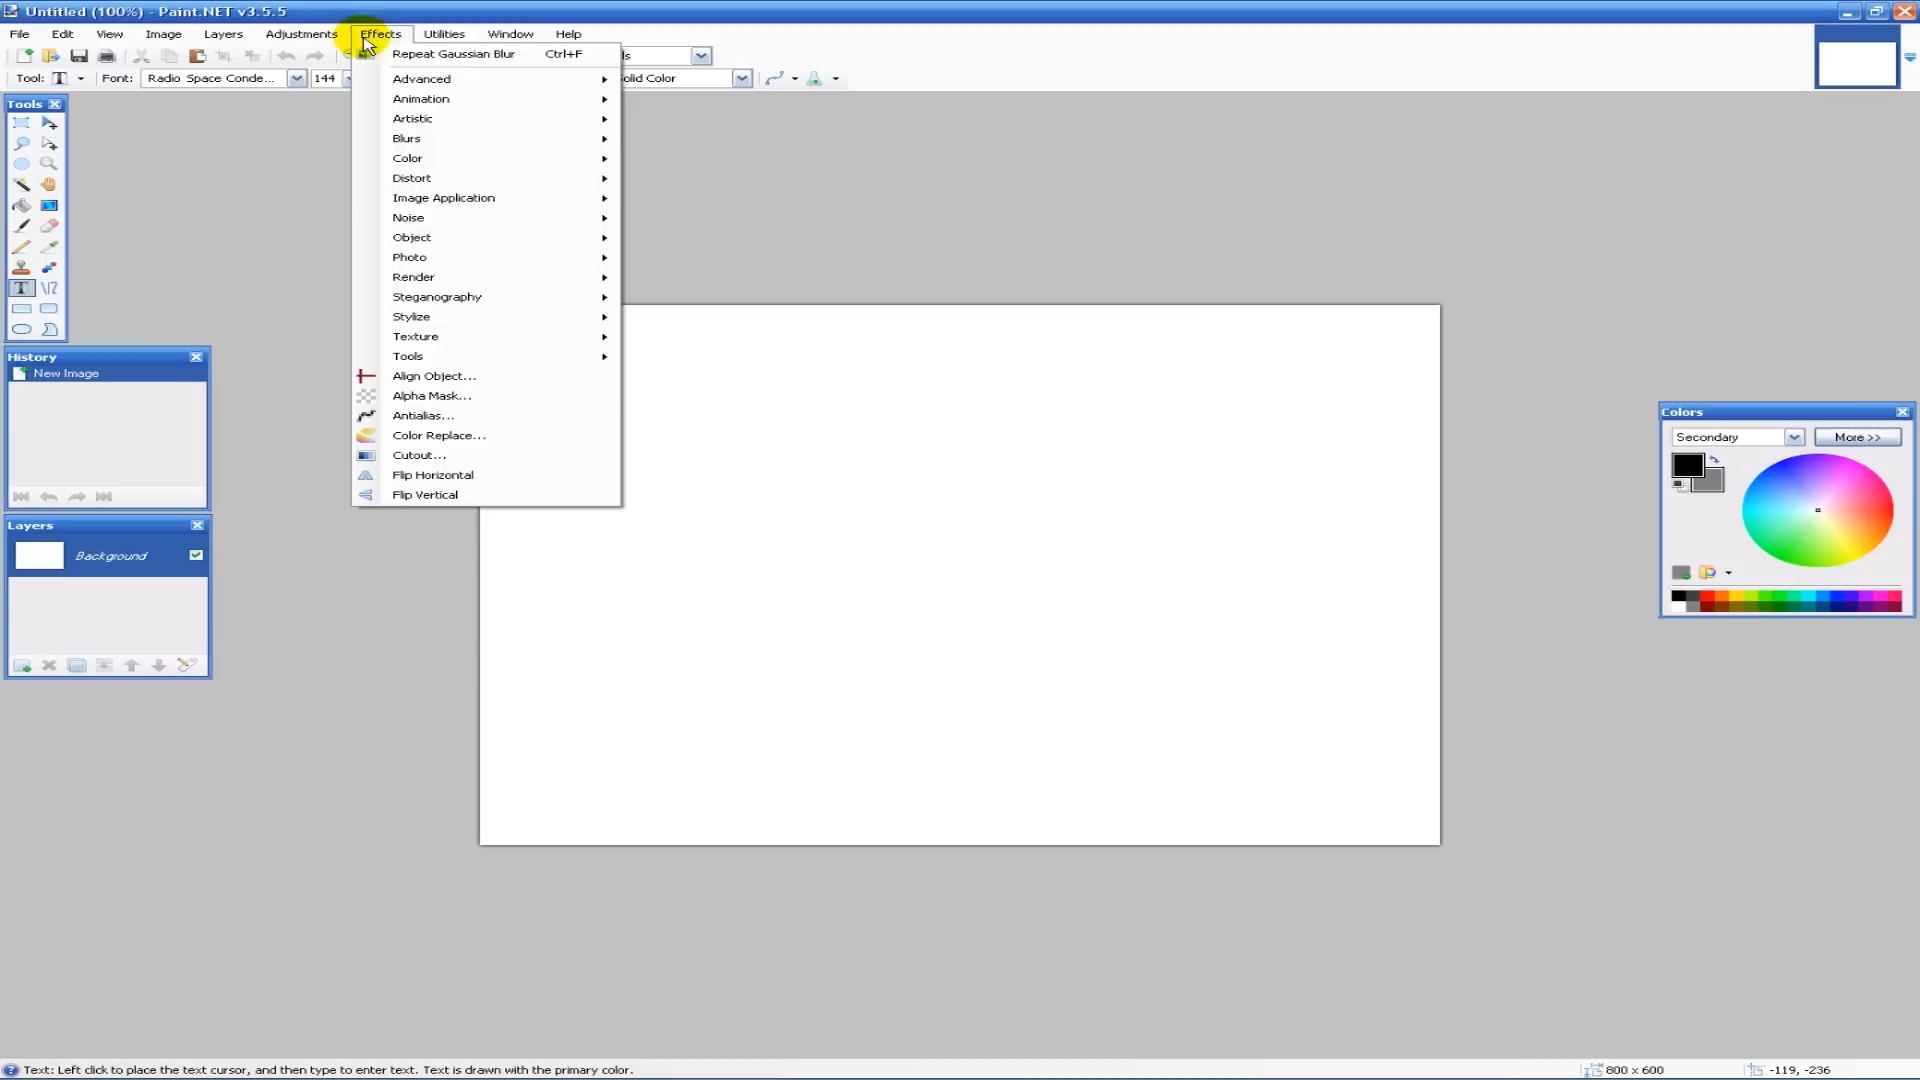 Untitled (100%) - Paint.NET v3.5.5
File Edit View Image Layers Adjustments Effects Utilities Window Help
Tool: Font: Radio Space Conde... 144
olid Color
Repeat Gaussian Blur Ctrl+F
Advanced
Animation
Artistic
Blurs
Color
Distort
Image Application
Noise
Object
Photo
Render
Steganography
Stylize
Texture
Tools
Align Object...
Alpha Mask...
Antialias...
Color Replace...
Cutout...
Flip Horizontal
Flip Vertical
Tools
History
New Image
Layers
Background
Colors
Secondary More >>
Text: Left click to place the text cursor, and then type to enter text. Text is drawn with the primary color.
800 x 600
-119, -236